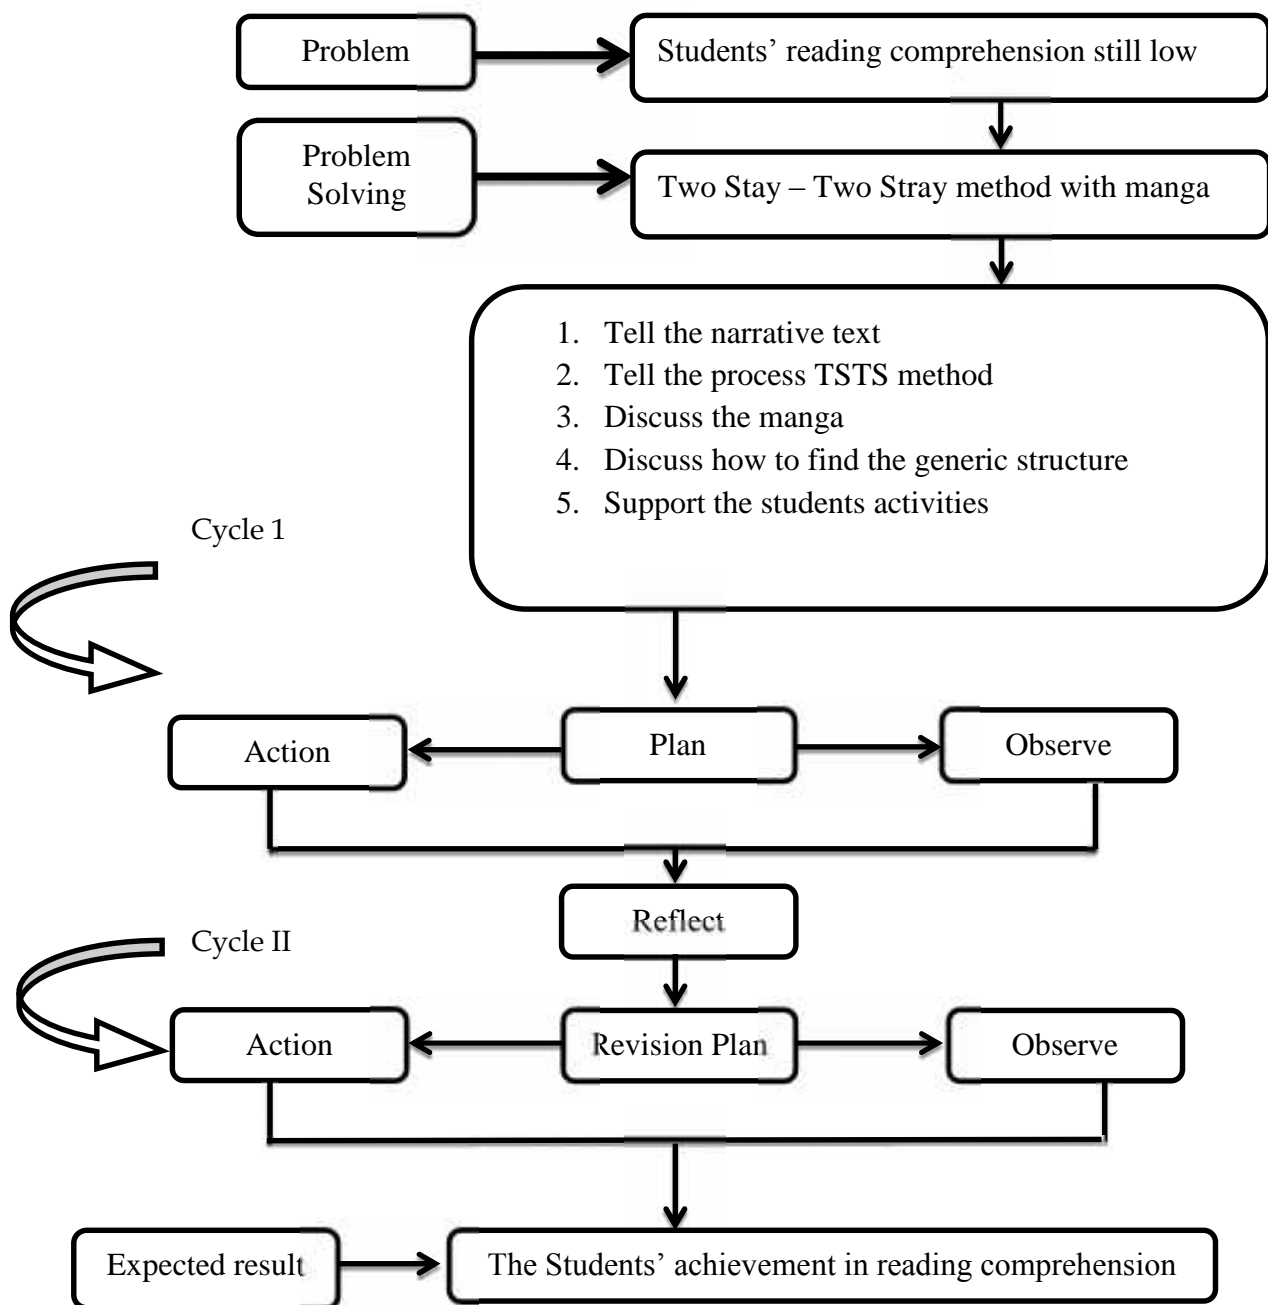 Problem
Students’ reading comprehension still low
Problem
Solving
Two Stay – Two Stray method with manga
1. Tell the narrative text
2. Tell the process TSTS method
3. Discuss the manga
4. Discuss how to find the generic structure
5. Support the students activities
Cycle 1
Action
Plan
Observe
Reflect
Cycle II
Action
Revision Plan
Observe
Expected result
The Students’ achievement in reading comprehension